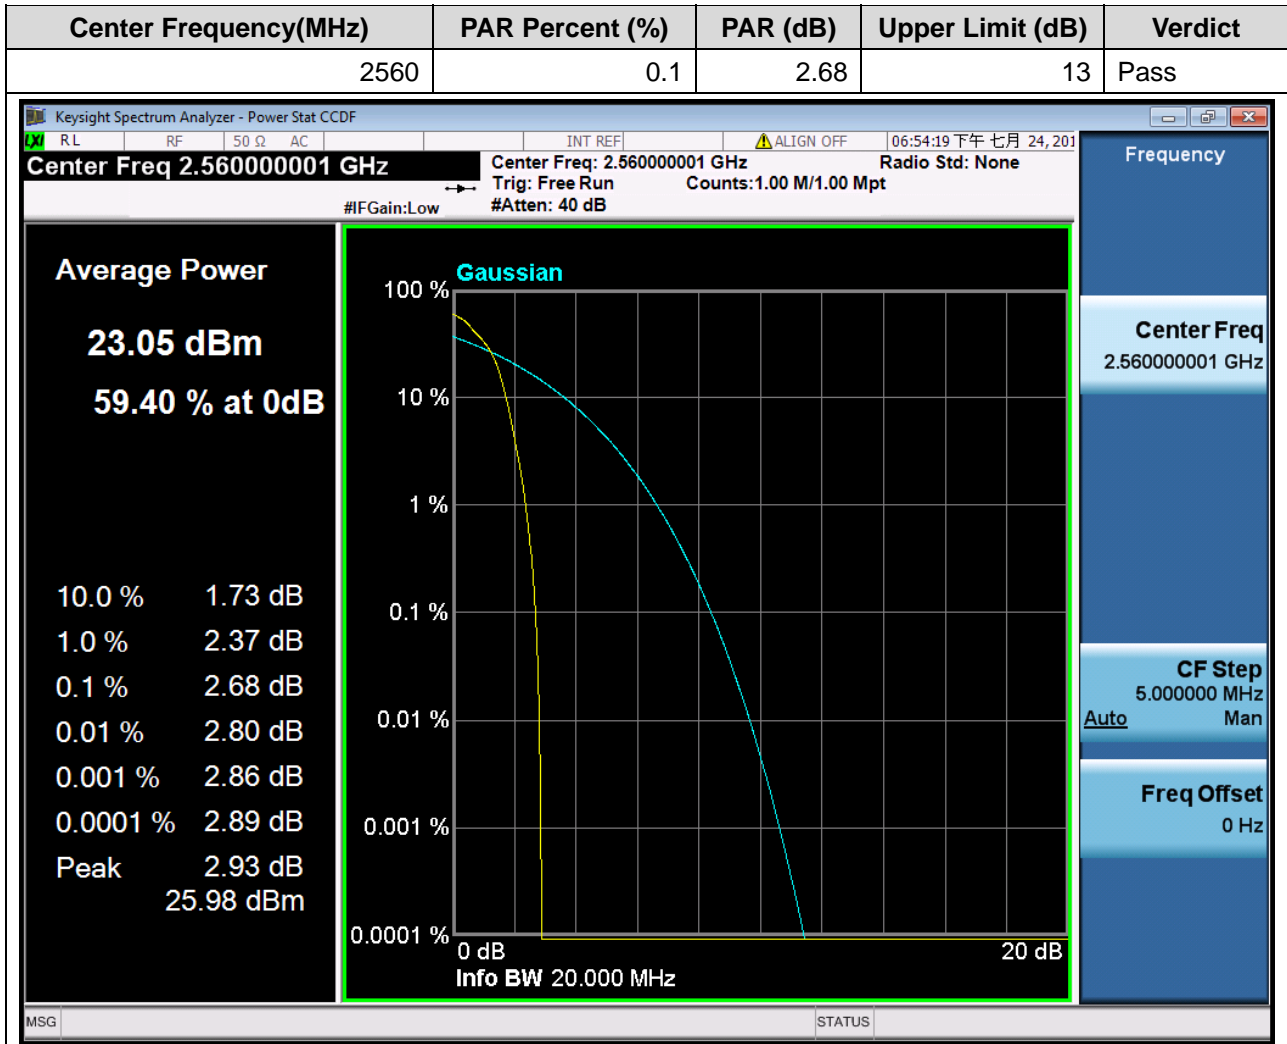 Center Frequency(MHz) PAR Percent (%) PAR (dB) Upper Limit (dB) Verdict
2560 0.1 2.68 13 Pass
Keysight Spectrum Analyzer - Power Stat CCDF
LXI RL RF 50 Ω AC INT REF ALIGN OFF 06:54:19 下午 七月 24, 201
Center Freq 2.560000001 GHz
Center Freq: 2.560000001 GHz Radio Std: None
Trig: Free Run Counts:1.00 M/1.00 Mpt
#IFGain:Low #Atten: 40 dB
Frequency
Average Power
23.05 dBm
59.40 % at 0dB
10.0 % 1.73 dB
1.0 % 2.37 dB
0.1 % 2.68 dB
0.01 % 2.80 dB
0.001 % 2.86 dB
0.0001 % 2.89 dB
Peak 2.93 dB
25.98 dBm
Gaussian
100 %
10 %
1 %
0.1 %
0.01 %
0.001 %
0.0001 %
0 dB 20 dB
Info BW 20.000 MHz
Center Freq
2.560000001 GHz
CF Step
5.000000 MHz
Auto Man
Freq Offset
0 Hz
MSG STATUS